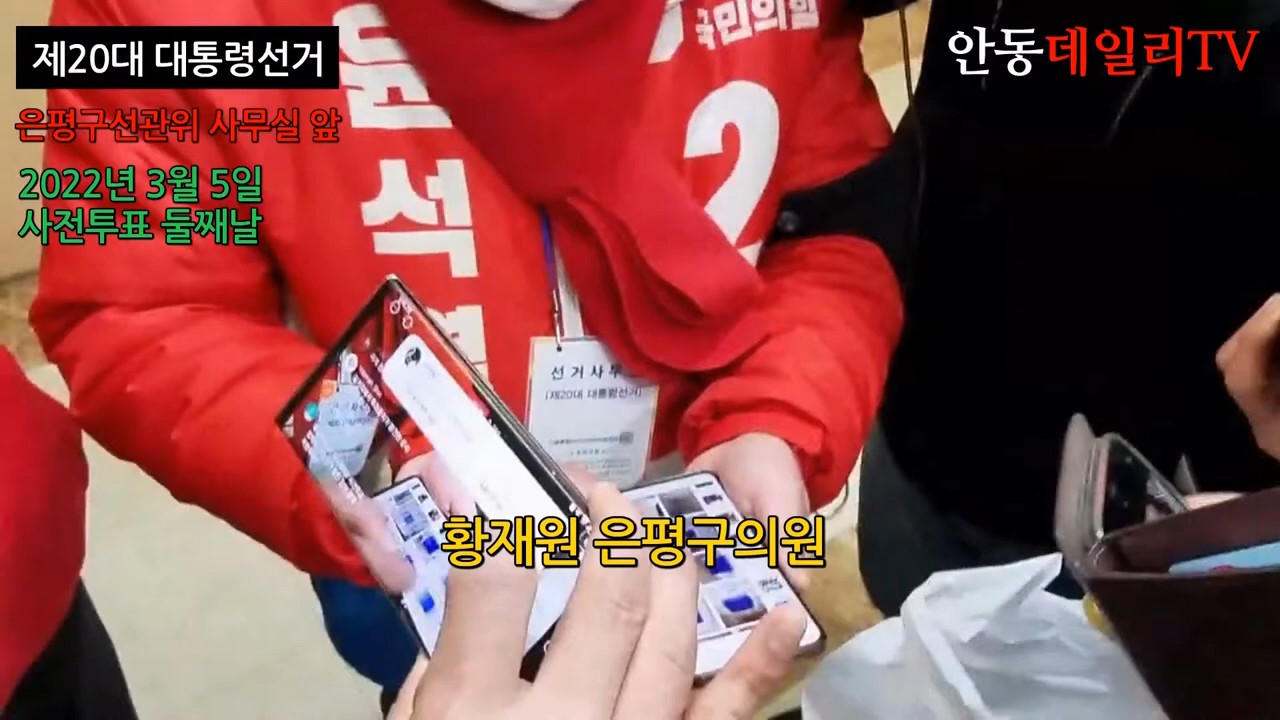 제20대 대통령선거
안동데일리TV
은평구선관위 사무실 앞
2022년 3월 5일
사전투표 둘째날
국민의힘
2
윤석열
선거사무
(제20대 대통령선거)
황재원 은평구의원